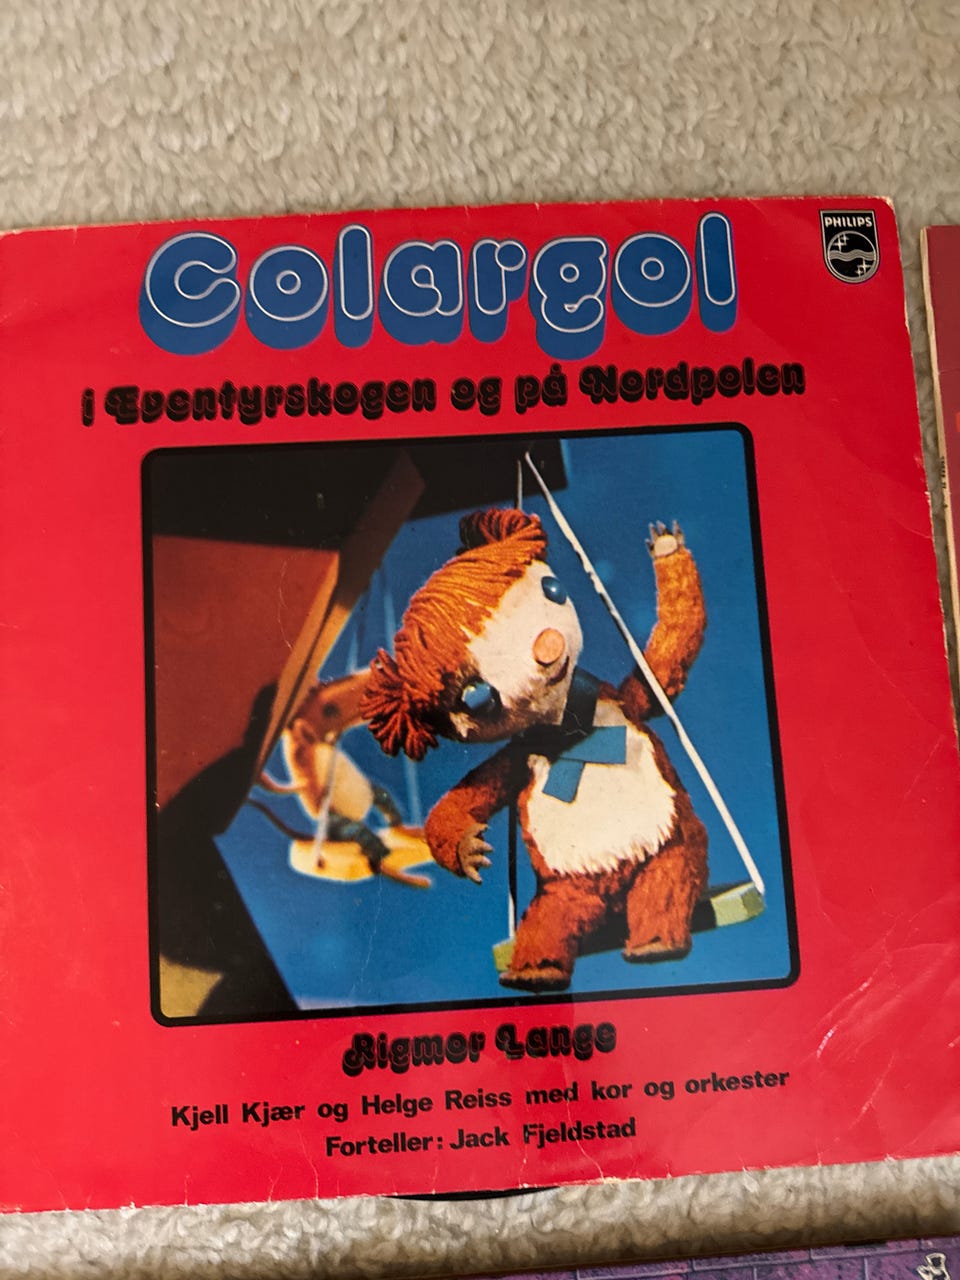 PHILIPS
Colargol
i Eventyrskogen og på Nordpolen
Rigmor Lange
Kjell Kjær og Helge Reiss med kor og orkester
Forteller: Jack Fjeldstad